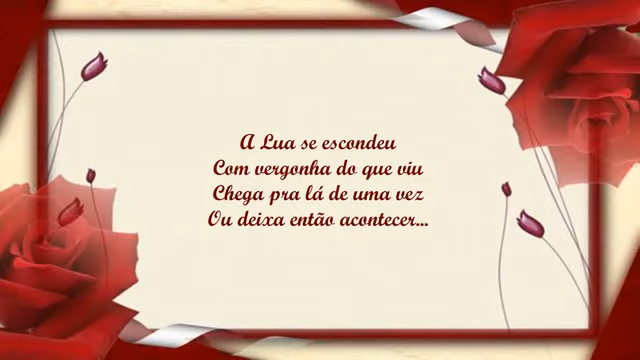 A Lua se escondeu
Com vergonha do que viu
Chega pra lá de uma vez
Ou deixa então acontecer...